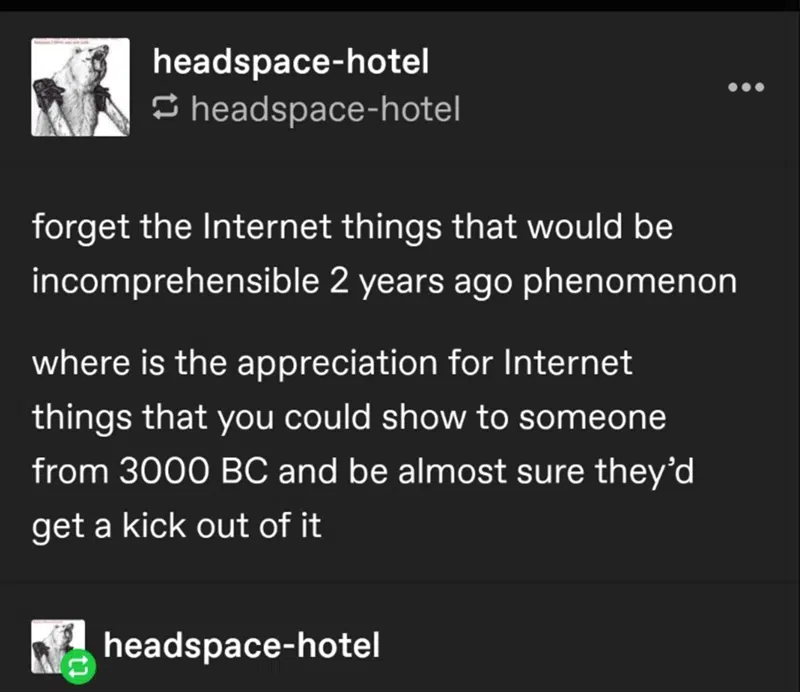 headspace-hotel
headspace-hotel
forget the Internet things that would be
incomprehensible 2 years ago phenomenon
where is the appreciation for Internet
things that you could show to someone
from 3000 BC and be almost sure they’d
get a kick out of it
headspace-hotel